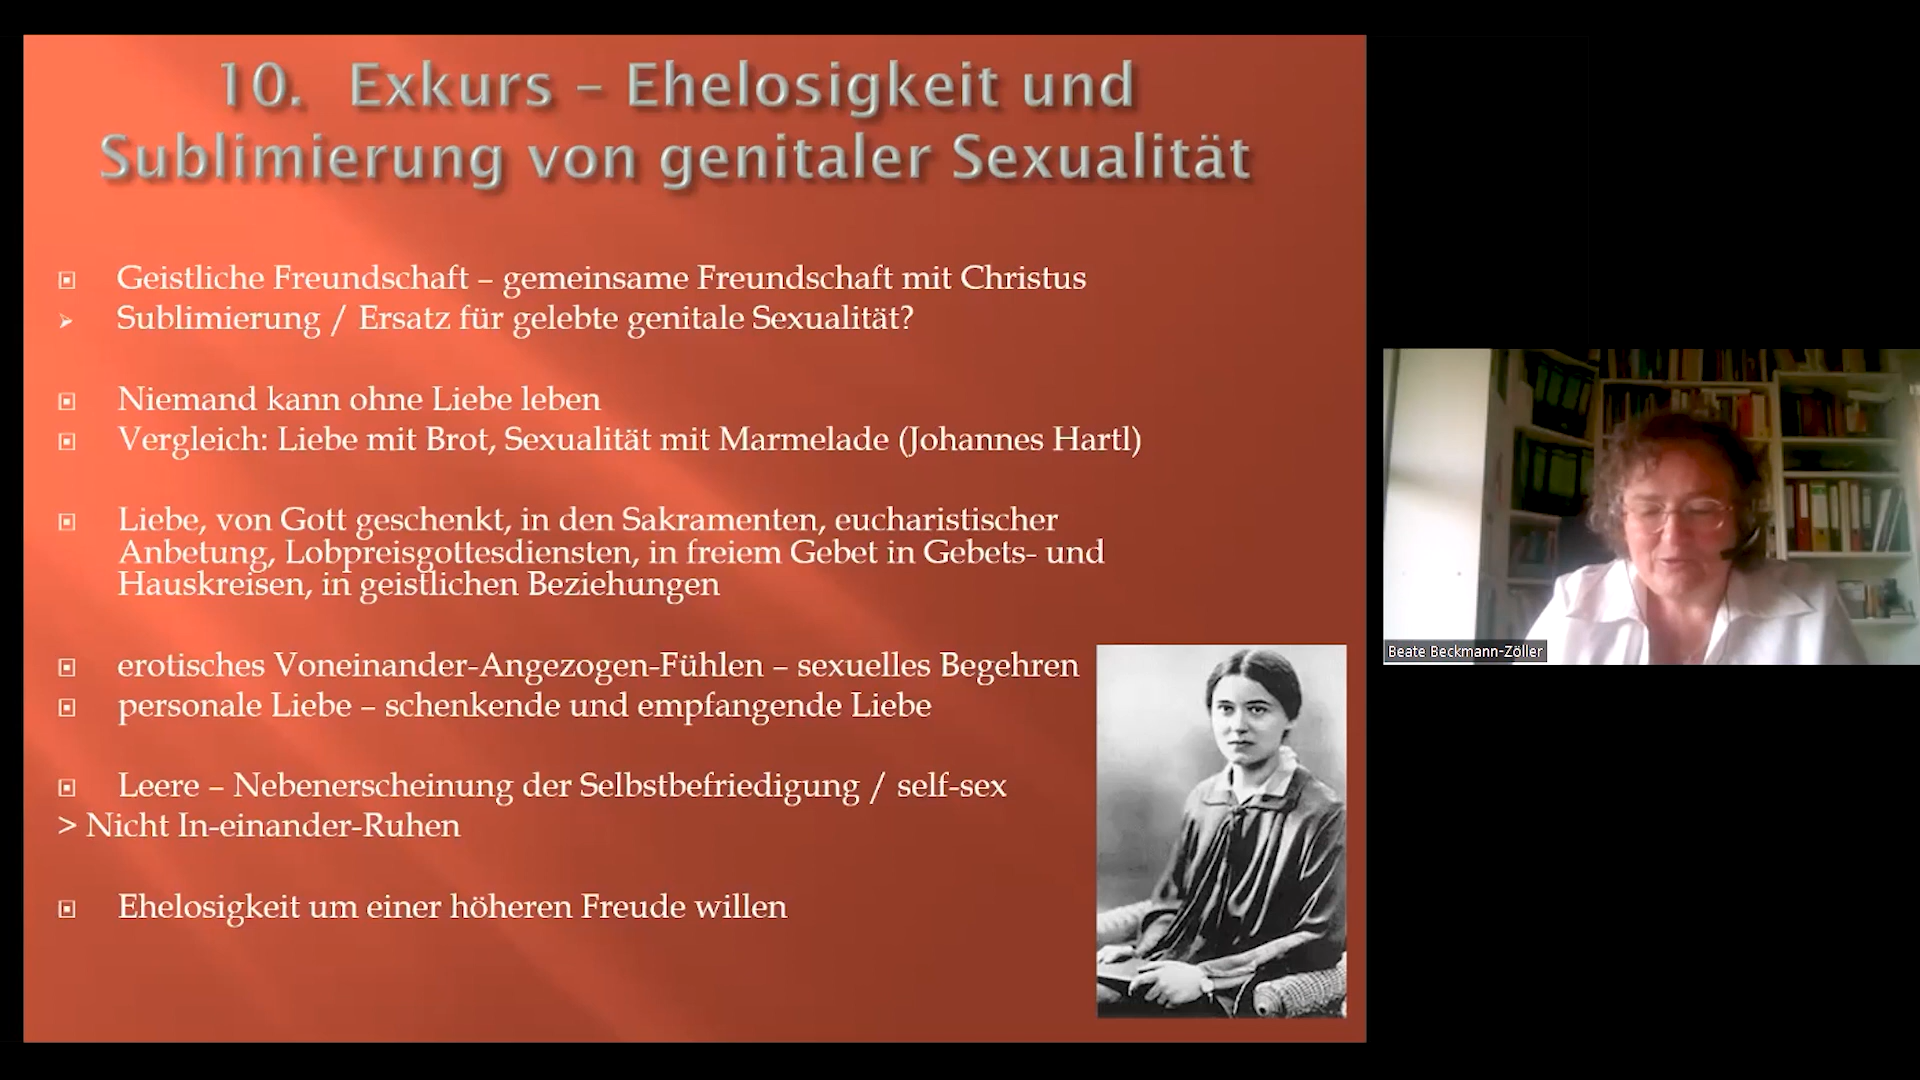 10. Exkurs – Ehelosigkeit und
Sublimierung von genitaler Sexualität
Geistliche Freundschaft – gemeinsame Freundschaft mit Christus
Sublimierung / Ersatz für gelebte genitale Sexualität?
Niemand kann ohne Liebe leben
Vergleich: Liebe mit Brot, Sexualität mit Marmelade (Johannes Hartl)
Liebe, von Gott geschenkt, in den Sakramenten, eucharistischer
Anbetung, Lobpreisgottesdiensten, in freiem Gebet in Gebets- und
Hauskreisen, in geistlichen Beziehungen
erotisches Voneinander-Angezogen-Fühlen – sexuelles Begehren
personale Liebe – schenkende und empfangende Liebe
Leere – Nebenerscheinung der Selbstbefriedigung / self-sex
> Nicht In-einander-Ruhen
Ehelosigkeit um einer höheren Freude willen
Beate Beckmann-Zöller